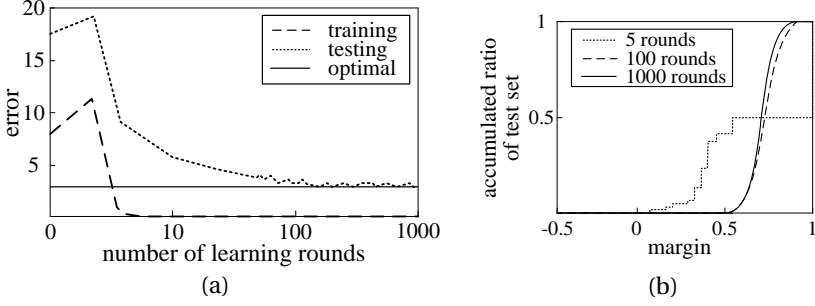 20
15
10
5
error
training
testing
optimal
0
10
100
1000
number of learning rounds
(a)
1
0.5
accumulated ratio
of test set
5 rounds
100 rounds
1000 rounds
-0.5
0
0.5
1
margin
(b)